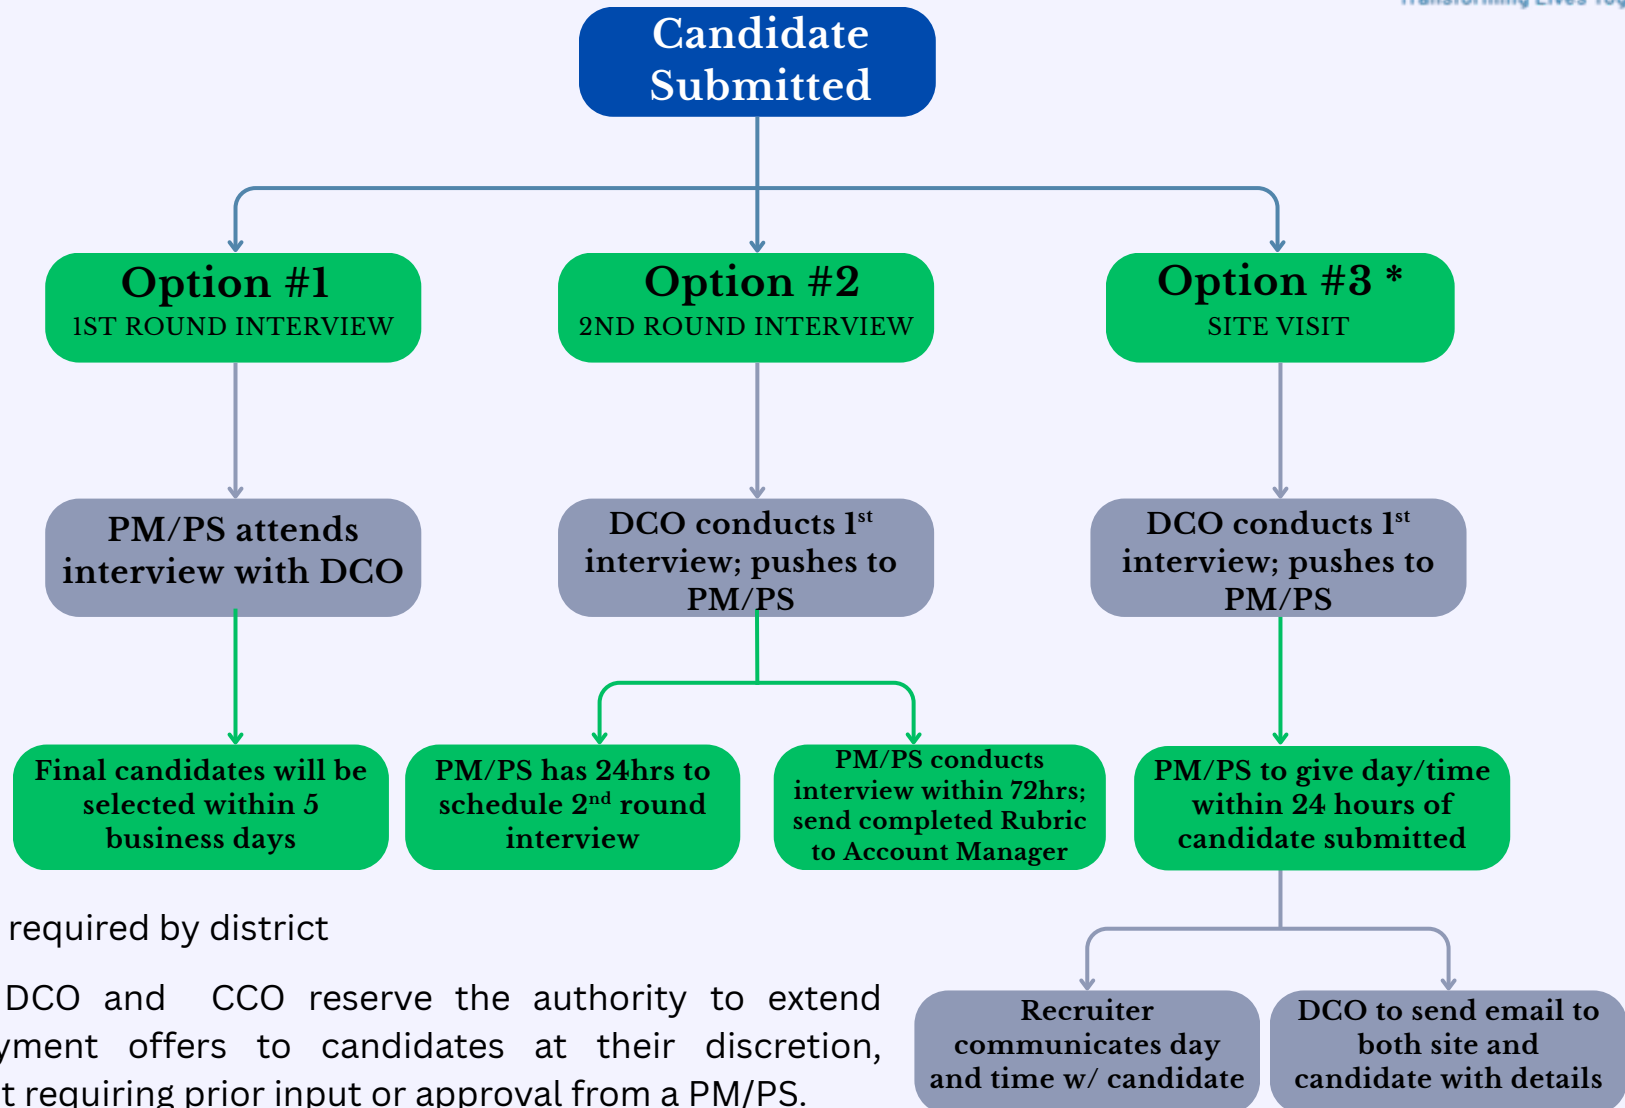 Transforming Lives Tog
Candidate
Submitted
Option #1
1ST ROUND INTERVIEW
Option #2
2ND ROUND INTERVIEW
Option #3 *
SITE VISIT
PM/PS attends
interview with DCO
DCO conducts 1st
interview; pushes to
PM/PS
DCO conducts 1st
interview; pushes to
PM/PS
Final candidates will be
selected within 5
business days
PM/PS has 24hrs to
schedule 2nd round
interview
PM/PS conducts
interview within 72hrs;
send completed Rubric
to Account Manager
PM/PS to give day/time
within 24 hours of
candidate submitted
required by district
DCO and CCO reserve the authority to extend
yment offers to candidates at their discretion,
t requiring prior input or approval from a PM/PS.
Recruiter
communicates day
and time w/ candidate
DCO to send email to
both site and
candidate with details